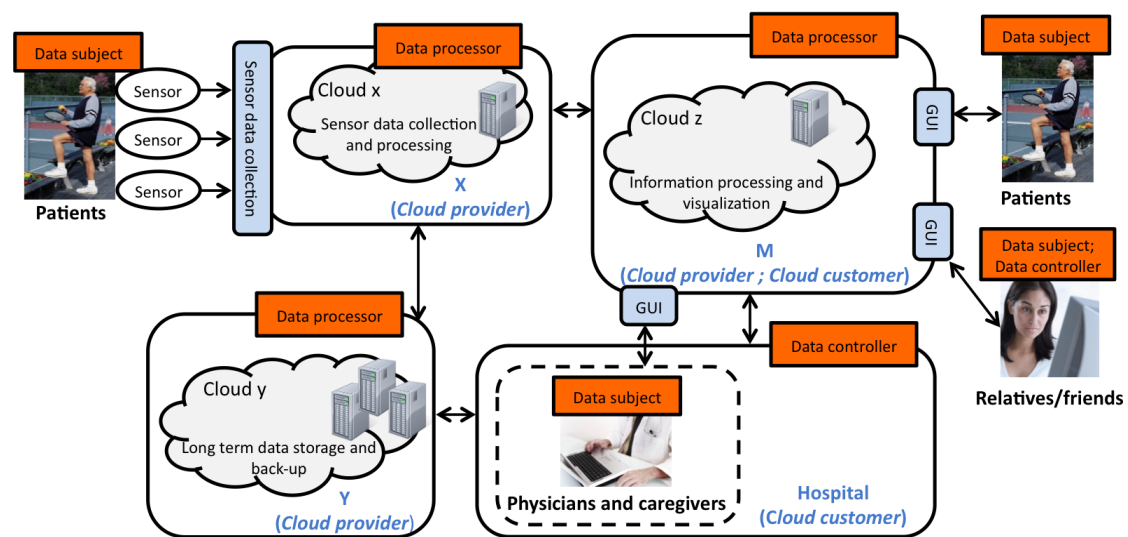 Data subject
Sensor
Sensor
Sensor
Patients
Sensor data collection
Data processor
Cloud x
Sensor data collection
and processing
X
(Cloud provider)
Data processor
Cloud z
Information processing and
visualization
M
(Cloud provider ; Cloud customer)
GUI
GUI
GUI
Data subject
Patients
Data subject;
Data controller
Relatives/friends
Data processor
Cloud y
Long term data storage and
back-up
Y
(Cloud provider)
Data controller
Data subject
Physicians and caregivers
Hospital
(Cloud customer)